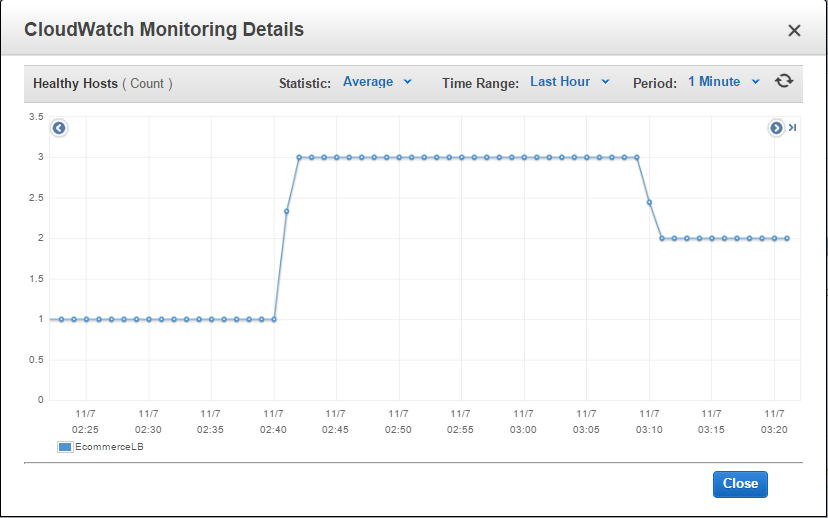 CloudWatch Monitoring Details
Healthy Hosts ( Count ) Statistic: Average Time Range: Last Hour Period: 1 Minute
3.5
3
2.5
2
1.5
1
0.5
0
11/7 11/7 11/7 11/7 11/7 11/7 11/7 11/7 11/7 11/7 11/7 11/7
02:25 02:30 02:35 02:40 02:45 02:50 02:55 03:00 03:05 03:10 03:15 03:20
EcommerceLB
Close